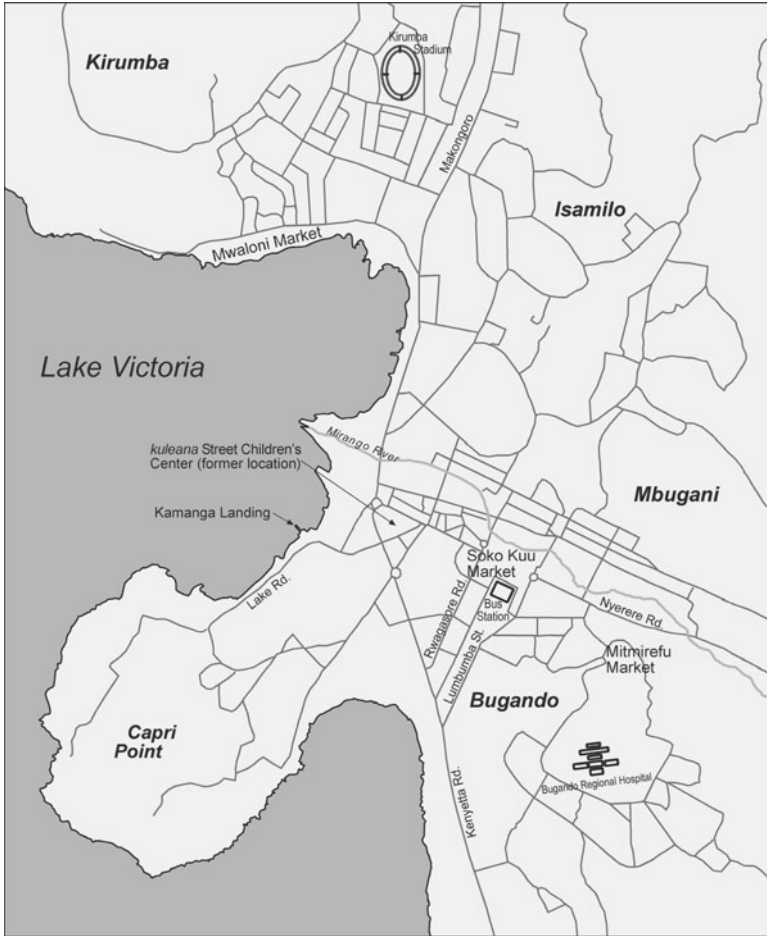 Kirumba
Kirumba
Stadium
Makongoro
Isamilo
Mwaloni Market
Lake Victoria
Mirango River
kuleana Street Children's
Center (former location)
Mbugani
Kamanga Landing
Soko Kuu
Market
Lake Rd.
Rwagasore Rd.
Bus
Station
Nyerere Rd.
Lumbumba St.
Mitmirefu
Market
Bugando
Capri
Point
Kenyetta Rd.
Bugando Regional Hospital